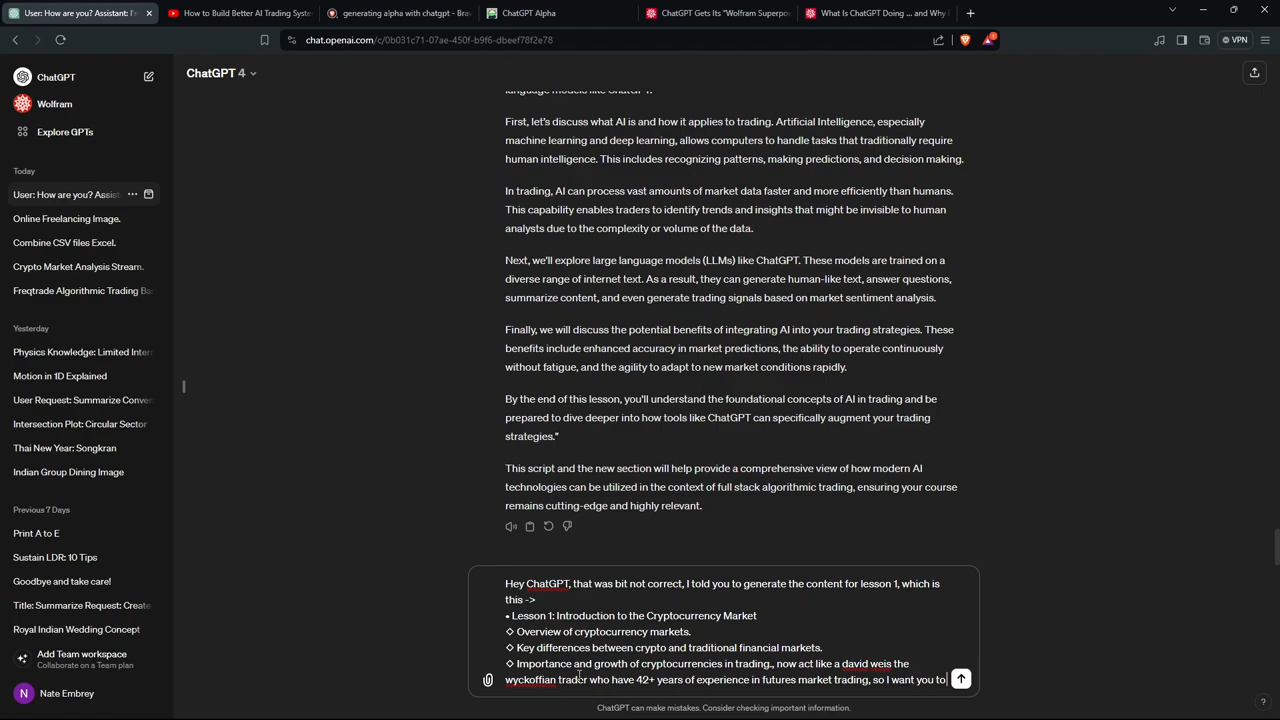 User: How are you? Assistant: I'm
How to Build Better AI Trading Syste
generating alpha with chatgpt - Brav
ChatGPT Alpha
ChatGPT Gets Its "Wolfram Superpo
What Is ChatGPT Doing … and Why
chat.openai.com/c/0b031c71-07ae-450f-b9f6-dbeef78f2e78
VPN
ChatGPT
Wolfram
Explore GPTs
Today
User: How are you? Assist
Online Freelancing Image.
Combine CSV files Excel.
Crypto Market Analysis Stream.
Freqtrade Algorithmic Trading Ba
Yesterday
Physics Knowledge: Limited Inter
Motion in 1D Explained
User Request: Summarize Conver
Intersection Plot: Circular Sector
Thai New Year: Songkran
Indian Group Dining Image
Previous 7 Days
Print A to E
Sustain LDR: 10 Tips
Goodbye and take care!
Title: Summarize Request: Create
Royal Indian Wedding Concept
Add Team workspace
Collaborate on a Team plan
Nate Embrey
ChatGPT 4
language models like ChatGPT.
First, let's discuss what AI is and how it applies to trading. Artificial Intelligence, especially
machine learning and deep learning, allows computers to handle tasks that traditionally require
human intelligence. This includes recognizing patterns, making predictions, and decision making.
In trading, AI can process vast amounts of market data faster and more efficiently than humans.
This capability enables traders to identify trends and insights that might be invisible to human
analysts due to the complexity or volume of the data.
Next, we'll explore large language models (LLMs) like ChatGPT. These models are trained on a
diverse range of internet text. As a result, they can generate human-like text, answer questions,
summarize content, and even generate trading signals based on market sentiment analysis.
Finally, we will discuss the potential benefits of integrating AI into your trading strategies. These
benefits include enhanced accuracy in market predictions, the ability to operate continuously
without fatigue, and the agility to adapt to new market conditions rapidly.
By the end of this lesson, you'll understand the foundational concepts of AI in trading and be
prepared to dive deeper into how tools like ChatGPT can specifically augment your trading
strategies."
This script and the new section will help provide a comprehensive view of how modern AI
technologies can be utilized in the context of full stack algorithmic trading, ensuring your course
remains cutting-edge and highly relevant.
Hey ChatGPT, that was bit not correct, I told you to generate the content for lesson 1, which is
this ->
• Lesson 1: Introduction to the Cryptocurrency Market
◇ Overview of cryptocurrency markets.
◇ Key differences between crypto and traditional financial markets.
◇ Importance and growth of cryptocurrencies in trading., now act like a david weis the
wyckoffian trader who have 42+ years of experience in futures market trading, so I want you to
ChatGPT can make mistakes. Consider checking important information.
?